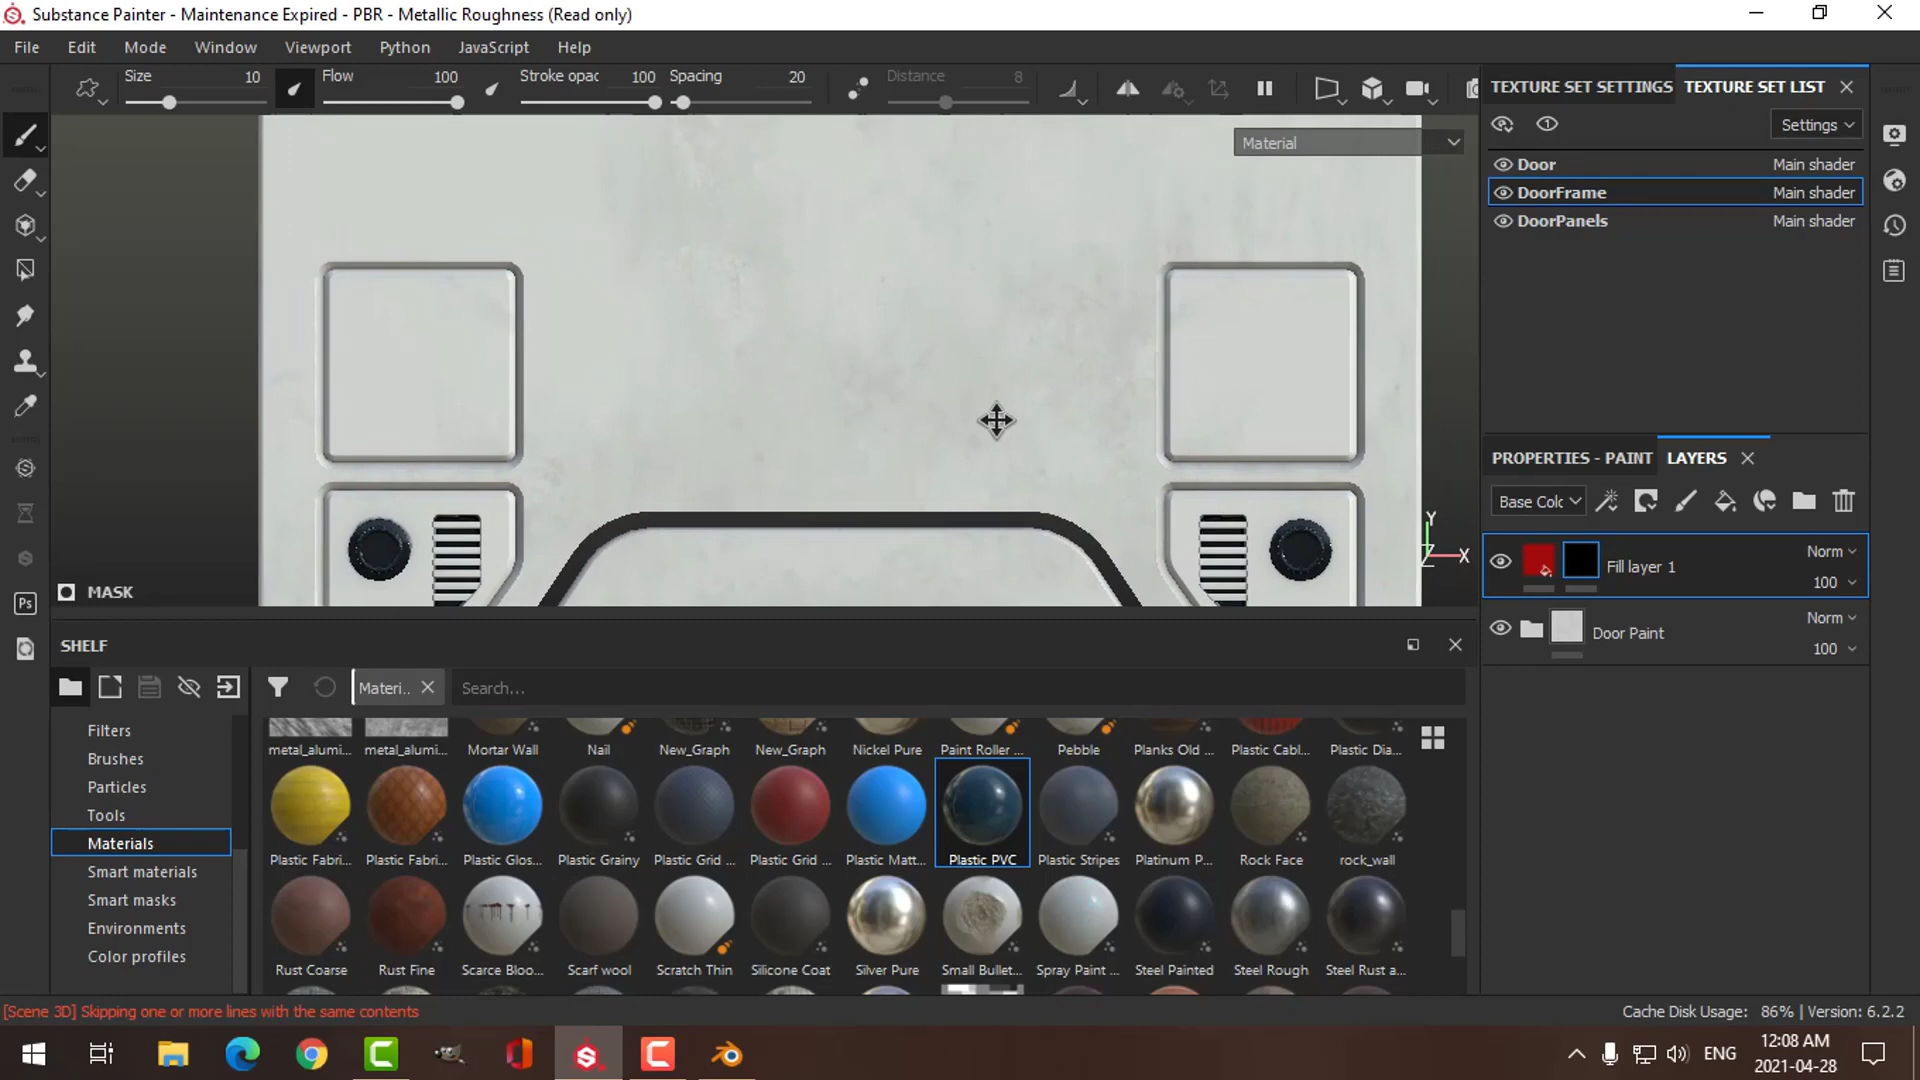 Substance Painter - Maintenance Expired - PBR - Metallic Roughness (Read only)
File Edit Mode Window Viewport Python JavaScript Help
Size 10 Flow 100 Stroke opac 100 Spacing 20 Distance 8
TEXTURE SET SETTINGS TEXTURE SET LIST
Settings
Material
Door Main shader
DoorFrame Main shader
DoorPanels Main shader
PROPERTIES - PAINT LAYERS
Base Colc
Norm
Fill layer 1
100
Norm
Door Paint
100
Y
X
Z
MASK
Ps
SHELF
Materi... Search...
Filters
Brushes
Particles
Tools
Materials
Smart materials
Smart masks
Environments
Color profiles
metal_alumi... metal_alumi... Mortar Wall Nail New_Graph New_Graph Nickel Pure Paint Roller ... Pebble Planks Old ... Plastic Cabl... Plastic Dia...
Plastic Fabri... Plastic Fabri... Plastic Glos... Plastic Grainy Plastic Grid ... Plastic Grid ... Plastic Matt... Plastic PVC Plastic Stripes Platinum P... Rock Face rock_wall
Rust Coarse Rust Fine Scarce Bloo... Scarf wool Scratch Thin Silicone Coat Silver Pure Small Bullet... Spray Paint ... Steel Painted Steel Rough Steel Rust a...
[Scene 3D] Skipping one or more lines with the same contents
Cache Disk Usage: 86% | Version: 6.2.2
ENG
12:08 AM
2021-04-28